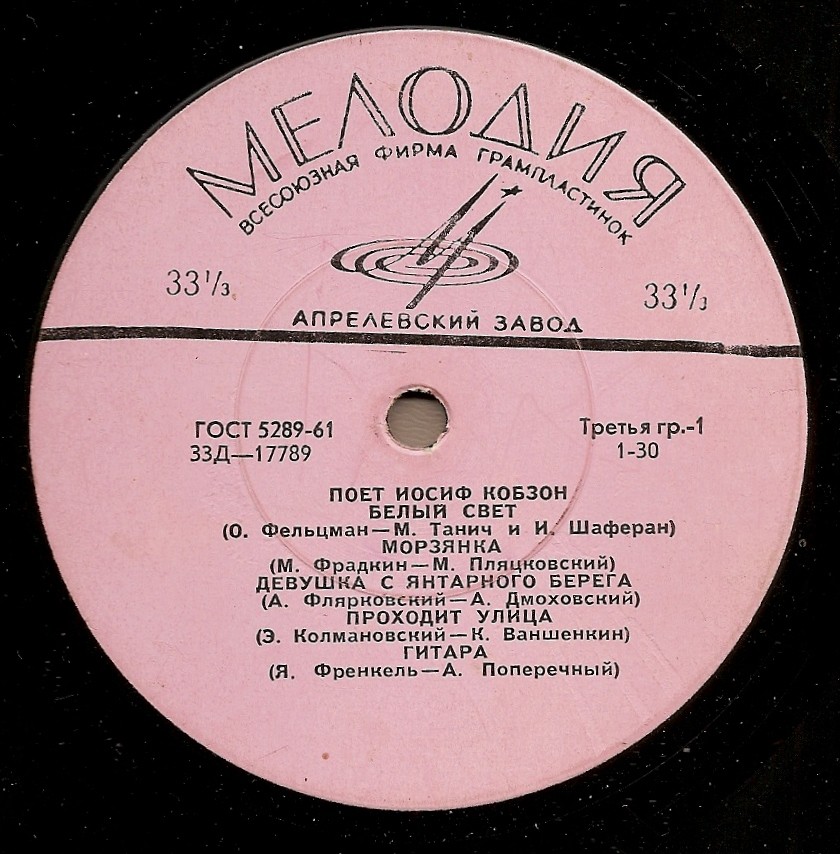 МЕЛОДИЯ
ВСЕСОЮЗНАЯ ФИРМА ГРАМПЛАСТИНОК
33⅓ 33⅓
АПРЕЛЕВСКИЙ ЗАВОД
ГОСТ 5289-61 Третья гр.-1
33Д—17789 1-30
ПОЕТ ИОСИФ КОБЗОН
БЕЛЫЙ СВЕТ
(О. Фельцман—М. Танич и И. Шаферан)
МОРЗЯНКА
(М. Фрадкин—М. Пляцковский)
ДЕВУШКА С ЯНТАРНОГО БЕРЕГА
(А. Флярковский—А. Дмоховский)
ПРОХОДИТ УЛИЦА
(Э. Колмановский—К. Ваншенкин)
ГИТАРА
(Я. Френкель—А. Поперечный)